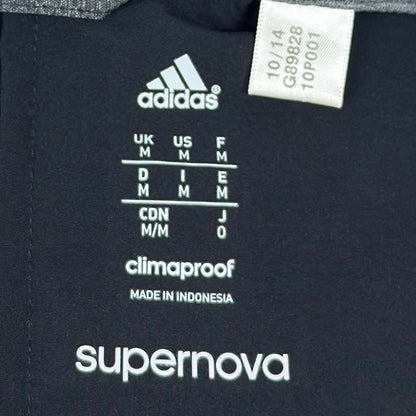 10/14
G89828
10P001
adidas®
UK US F
M M M
D I E
M M M
CDN J
M/M O
climaproof
MADE IN INDONESIA
supernova